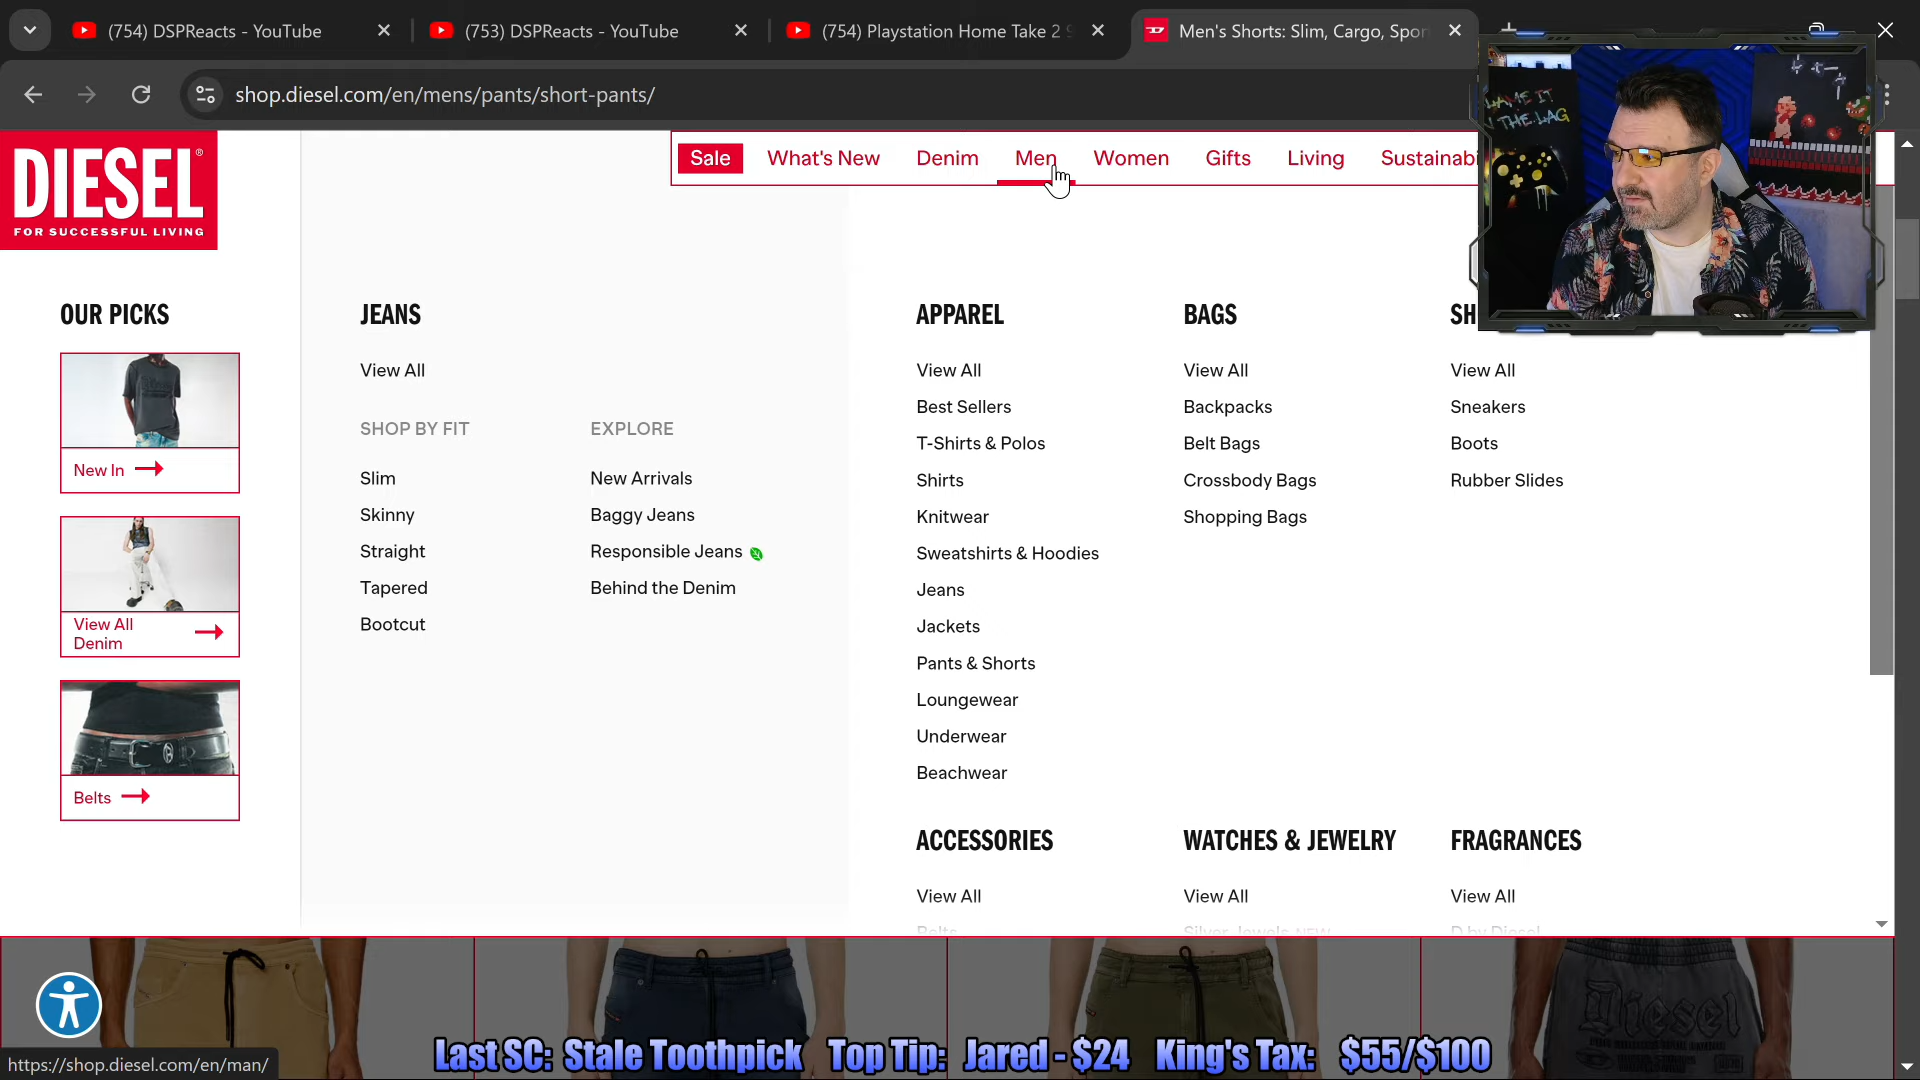 (754) DSPReacts - YouTube
(753) DSPReacts - YouTube
(754) Playstation Home Take 2
Men's Shorts: Slim, Cargo, Spor
shop.diesel.com/en/mens/pants/short-pants/
LAME IT
N THE LAG
DIESEL®
FOR SUCCESSFUL LIVING
Sale
What's New
Denim
Men
Women
Gifts
Living
Sustainabi
OUR PICKS
New In
View All
Denim
Belts
JEANS
View All
SHOP BY FIT
Slim
Skinny
Straight
Tapered
Bootcut
EXPLORE
New Arrivals
Baggy Jeans
Responsible Jeans
Behind the Denim
APPAREL
View All
Best Sellers
T-Shirts & Polos
Shirts
Knitwear
Sweatshirts & Hoodies
Jeans
Jackets
Pants & Shorts
Loungewear
Underwear
Beachwear
BAGS
View All
Backpacks
Belt Bags
Crossbody Bags
Shopping Bags
SH
View All
Sneakers
Boots
Rubber Slides
ACCESSORIES
View All
Belts
WATCHES & JEWELRY
View All
Silver Jewels NEW
FRAGRANCES
View All
D by Diesel
Diesel
Last SC: Stale Toothpick Top Tip: Jared - $24 King's Tax: $55/$100
https://shop.diesel.com/en/man/